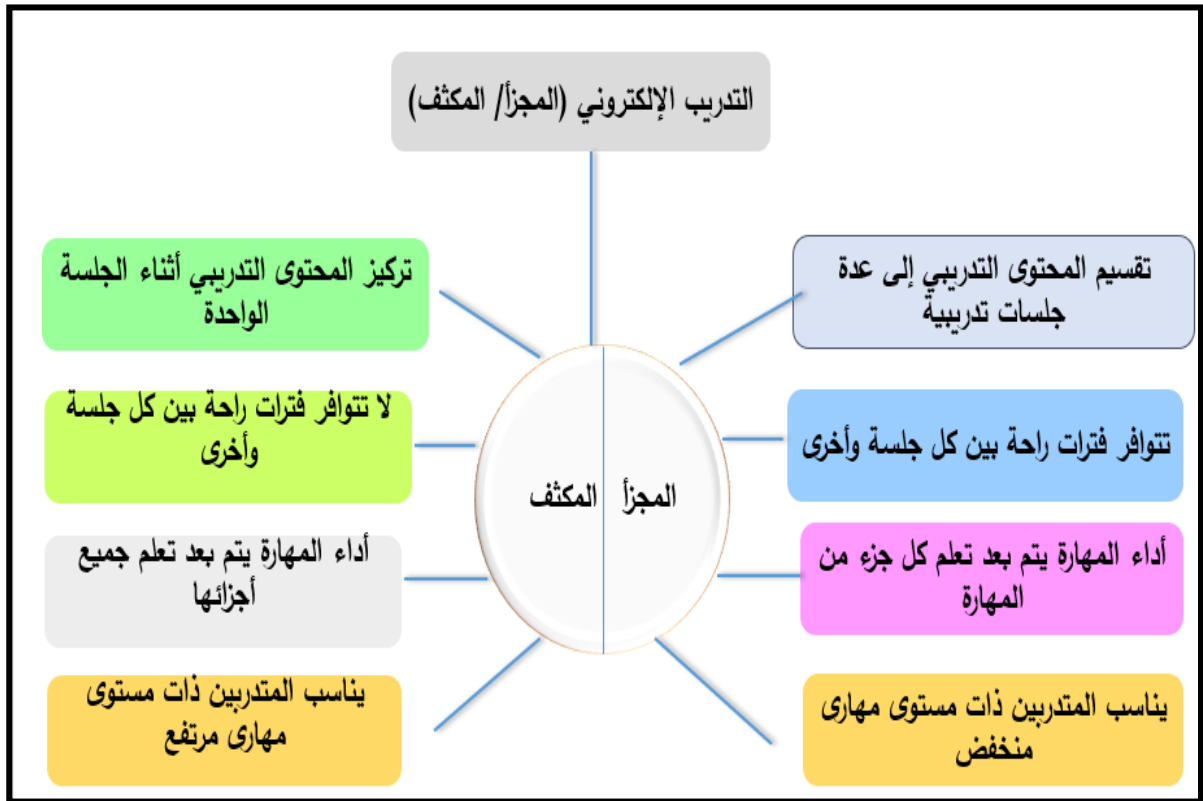 التدريب الإلكتروني (المجزأ/ المكثف)
تقسيم المحتوى التدريبي إلى عدة
جلسات تدريبية
تركيز المحتوى التدريبي أثناء الجلسة
الواحدة
تتوافر فترات راحة بين كل جلسة وأخرى
لا تتوافر فترات راحة بين كل جلسة
وأخرى
المجزأ
المكثف
أداء المهارة يتم بعد تعلم كل جزء من
المهارة
أداء المهارة يتم بعد تعلم جميع
أجزائها
يناسب المتدربين ذات مستوى مهارى
منخفض
يناسب المتدربين ذات مستوى
مهارى مرتفع